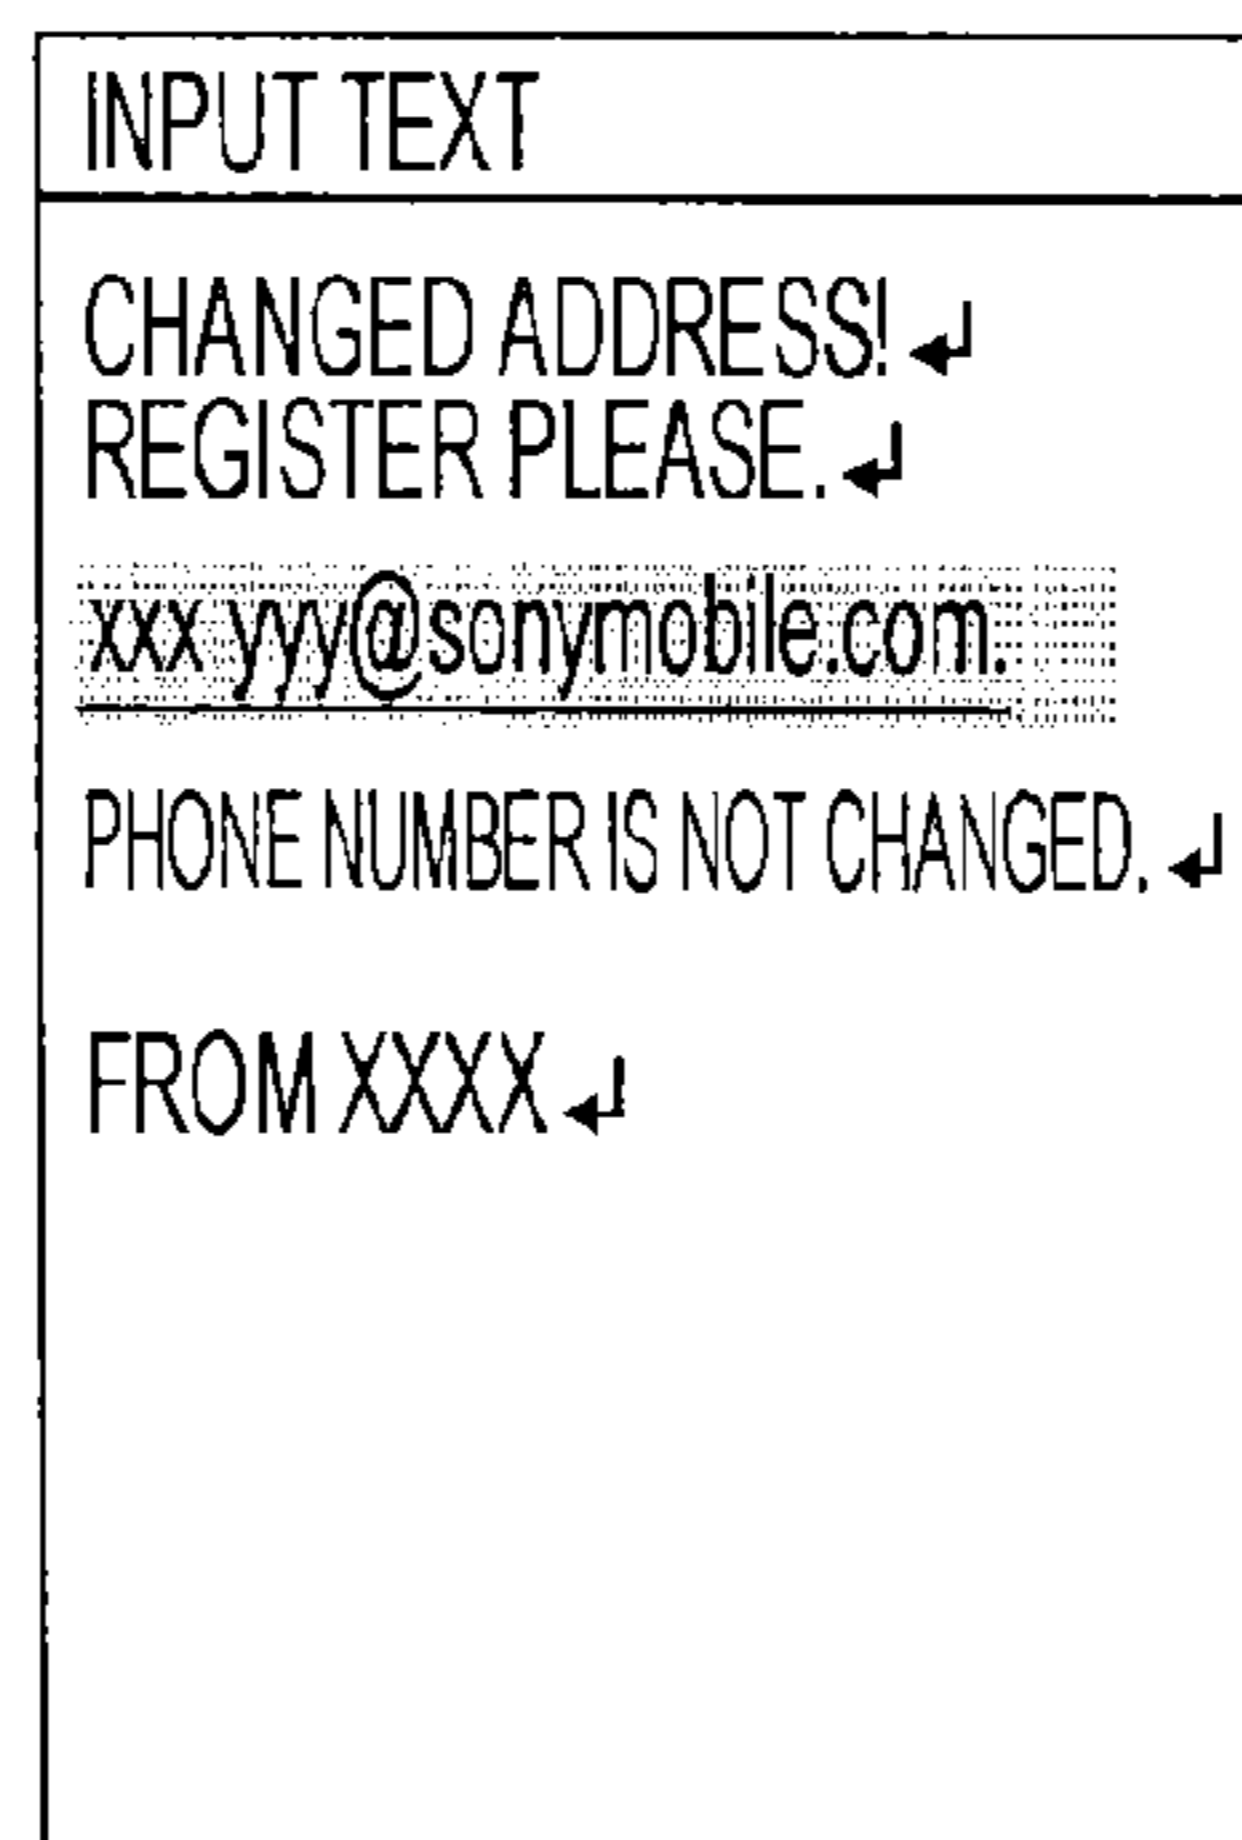 INPUT TEXT
CHANGED ADDRESS!↲
REGISTER PLEASE.↲
xxx yyy@sonymobile.com.
PHONE NUMBER IS NOT CHANGED.↲
FROM XXXX↲